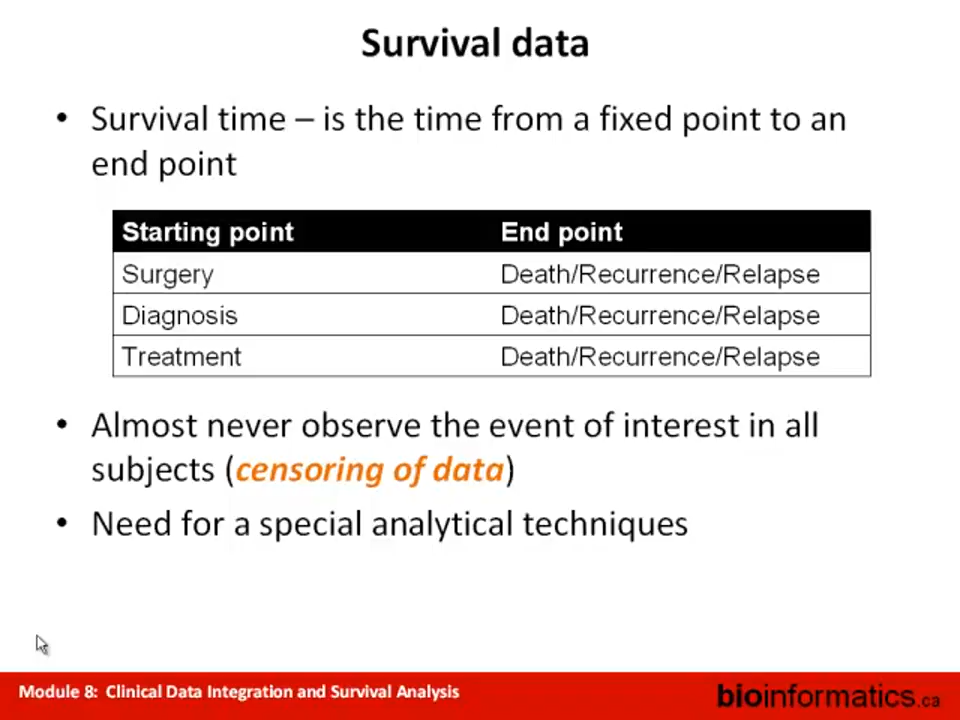 Survival data
• Survival time – is the time from a fixed point to an
end point
Starting point End point
Surgery Death/Recurrence/Relapse
Diagnosis Death/Recurrence/Relapse
Treatment Death/Recurrence/Relapse
• Almost never observe the event of interest in all
subjects (censoring of data)
• Need for a special analytical techniques
Module 8: Clinical Data Integration and Survival Analysis
bioinformatics.ca